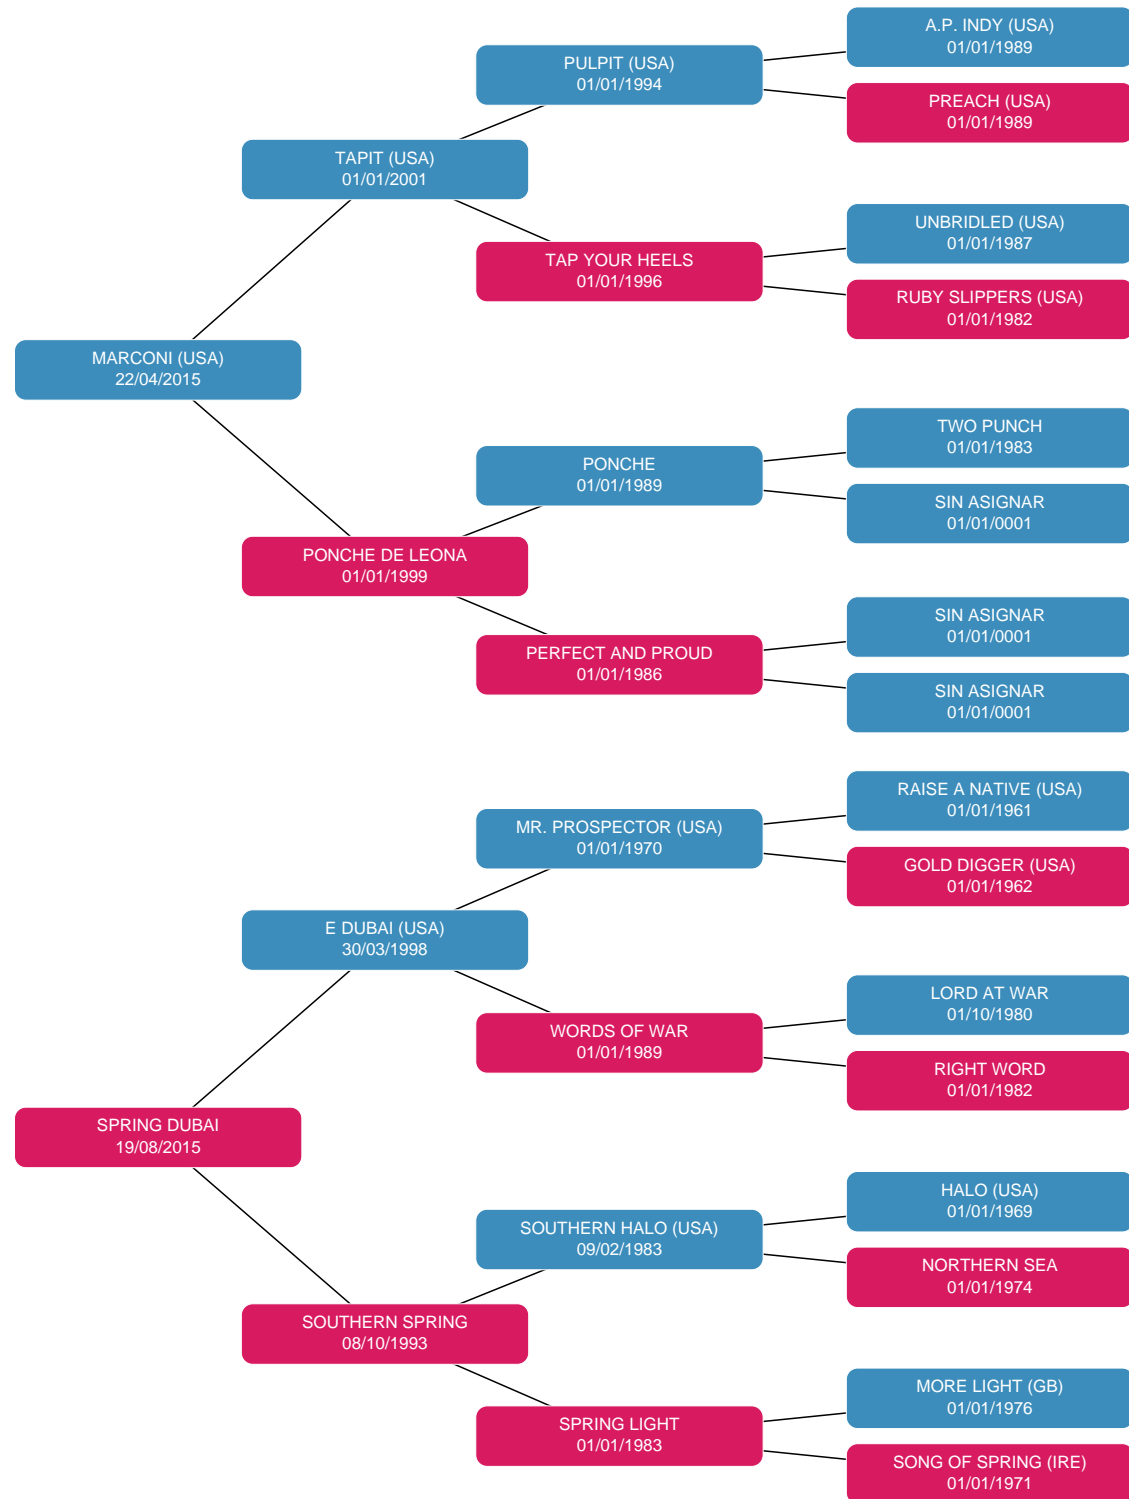 A.P. INDY (USA)
01/01/1989
PULPIT (USA)
01/01/1994
PREACH (USA)
01/01/1989
TAPIT (USA)
01/01/2001
UNBRIDLED (USA)
01/01/1987
TAP YOUR HEELS
01/01/1996
RUBY SLIPPERS (USA)
01/01/1982
MARCONI (USA)
22/04/2015
TWO PUNCH
01/01/1983
PONCHE
01/01/1989
SIN ASIGNAR
01/01/0001
PONCHE DE LEONA
01/01/1999
SIN ASIGNAR
01/01/0001
PERFECT AND PROUD
01/01/1986
SIN ASIGNAR
01/01/0001
RAISE A NATIVE (USA)
01/01/1961
MR. PROSPECTOR (USA)
01/01/1970
GOLD DIGGER (USA)
01/01/1962
E DUBAI (USA)
30/03/1998
LORD AT WAR
01/10/1980
WORDS OF WAR
01/01/1989
RIGHT WORD
01/01/1982
SPRING DUBAI
19/08/2015
HALO (USA)
01/01/1969
SOUTHERN HALO (USA)
09/02/1983
NORTHERN SEA
01/01/1974
SOUTHERN SPRING
08/10/1993
MORE LIGHT (GB)
01/01/1976
SPRING LIGHT
01/01/1983
SONG OF SPRING (IRE)
01/01/1971